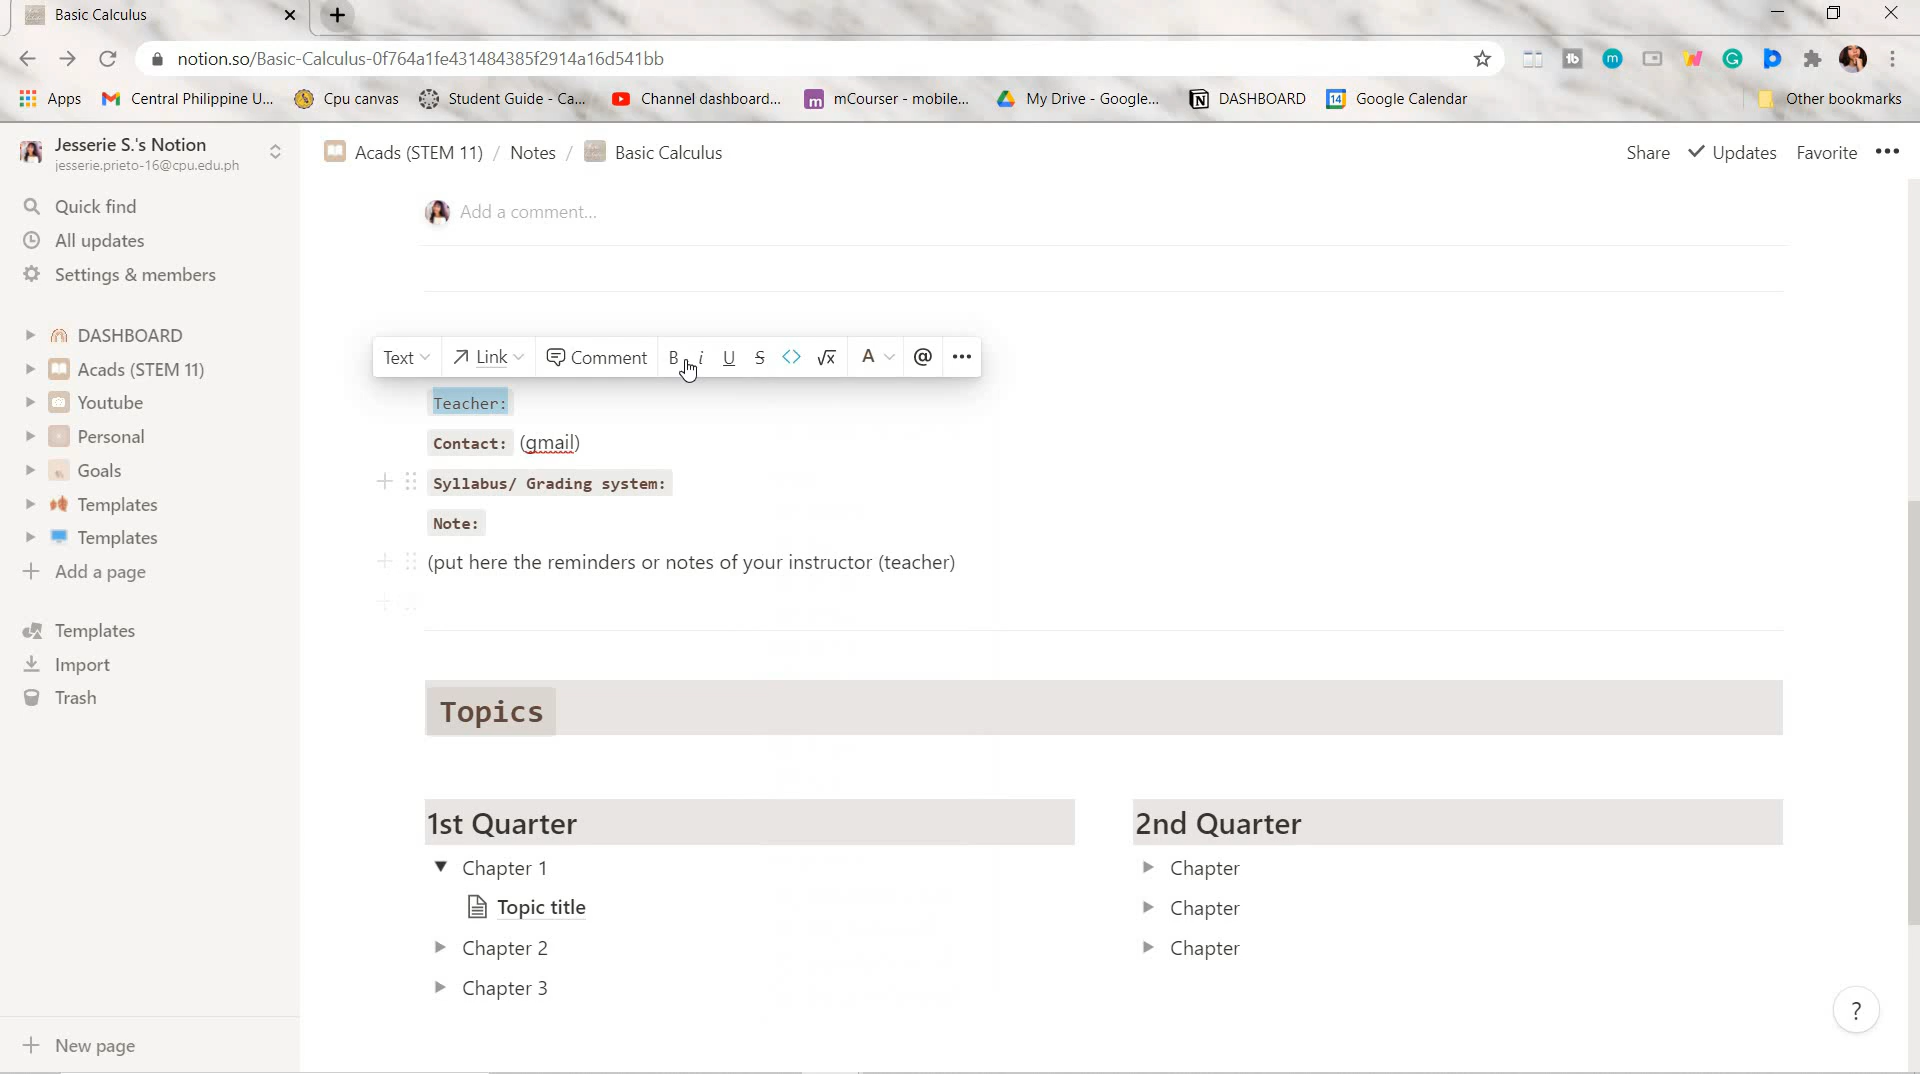 Basic Calculus
notion.so/Basic-Calculus-0f764a1fe431484385f2914a16d541bb
Apps Central Philippine U... Cpu canvas Student Guide - Ca... Channel dashboard... mCourser - mobile... My Drive - Google... DASHBOARD Google Calendar Other bookmarks
Jesserie S.'s Notion
jesserie.prieto-16@cpu.edu.ph
Acads (STEM 11) / Notes / Basic Calculus
Share Updates Favorite
Quick find
All updates
Settings & members
DASHBOARD
Acads (STEM 11)
Youtube
Personal
Goals
Templates
Templates
Add a page
Templates
Import
Trash
New page
Add a comment...
Text Link Comment B i U S <> √x A @ •••
Teacher:
Contact: (gmail)
Syllabus/ Grading system:
Note:
(put here the reminders or notes of your instructor (teacher)
Topics
1st Quarter
Chapter 1
Topic title
Chapter 2
Chapter 3
2nd Quarter
Chapter
Chapter
Chapter
?